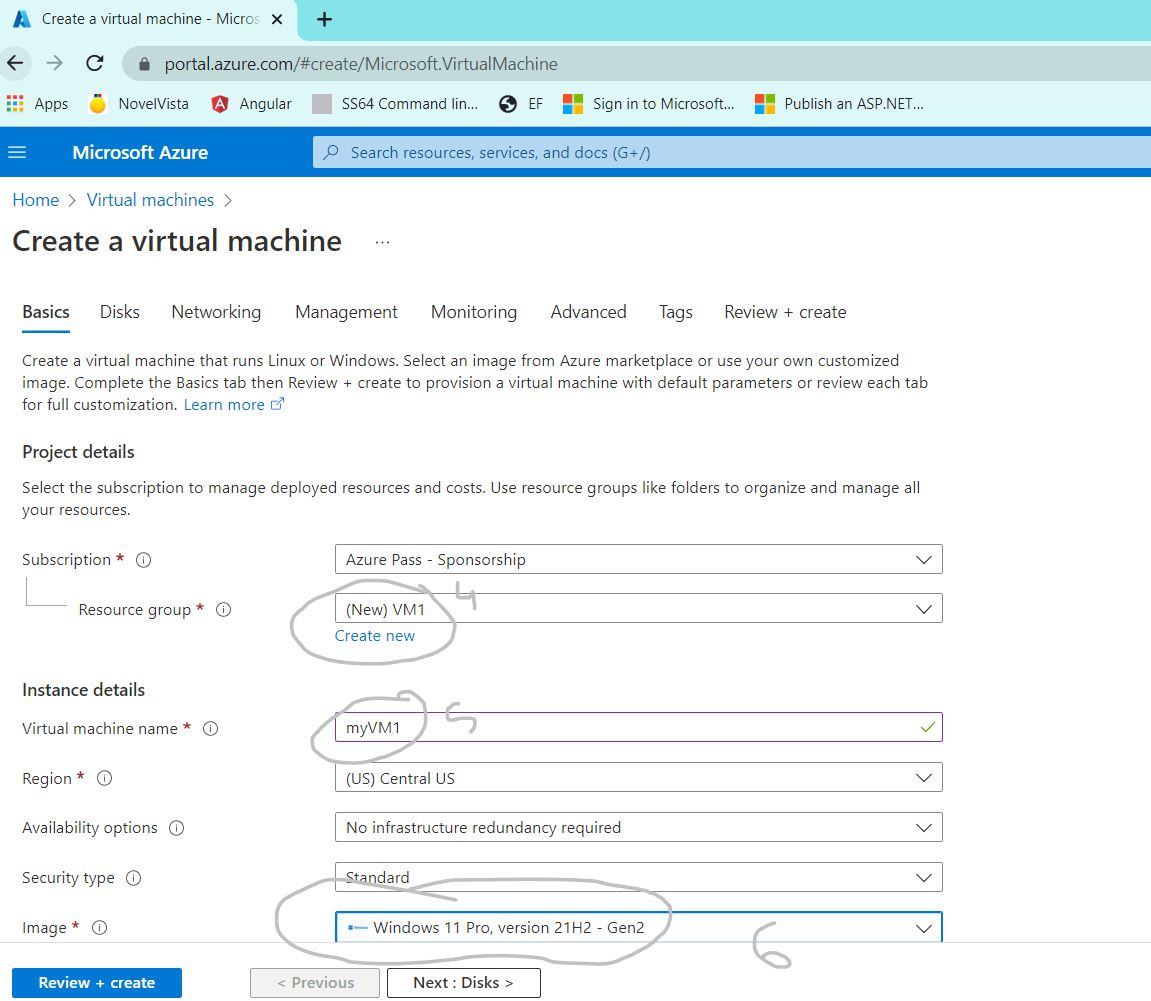 Create a virtual machine - Micros
portal.azure.com/#create/Microsoft.VirtualMachine
Apps NovelVista Angular SS64 Command lin... EF Sign in to Microsoft... Publish an ASP.NET...
Microsoft Azure Search resources, services, and docs (G+/)
Home > Virtual machines >
Create a virtual machine ...
Basics Disks Networking Management Monitoring Advanced Tags Review + create
Create a virtual machine that runs Linux or Windows. Select an image from Azure marketplace or use your own customized
image. Complete the Basics tab then Review + create to provision a virtual machine with default parameters or review each tab
for full customization. Learn more
Project details
Select the subscription to manage deployed resources and costs. Use resource groups like folders to organize and manage all
your resources.
Subscription * Azure Pass - Sponsorship
Resource group * (New) VM1 4
Create new
Instance details
Virtual machine name * myVM1 5
Region * (US) Central US
Availability options No infrastructure redundancy required
Security type Standard
Image * Windows 11 Pro, version 21H2 - Gen2 6
Review + create < Previous Next : Disks >